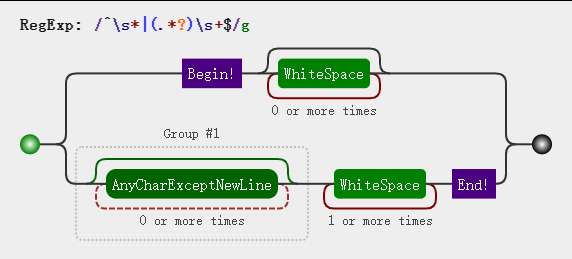 RegExp: /^\s*|(.*?)\s+$/g
Begin!
WhiteSpace
0 or more times
Group #1
AnyCharExceptNewLine
WhiteSpace
End!
0 or more times
1 or more times